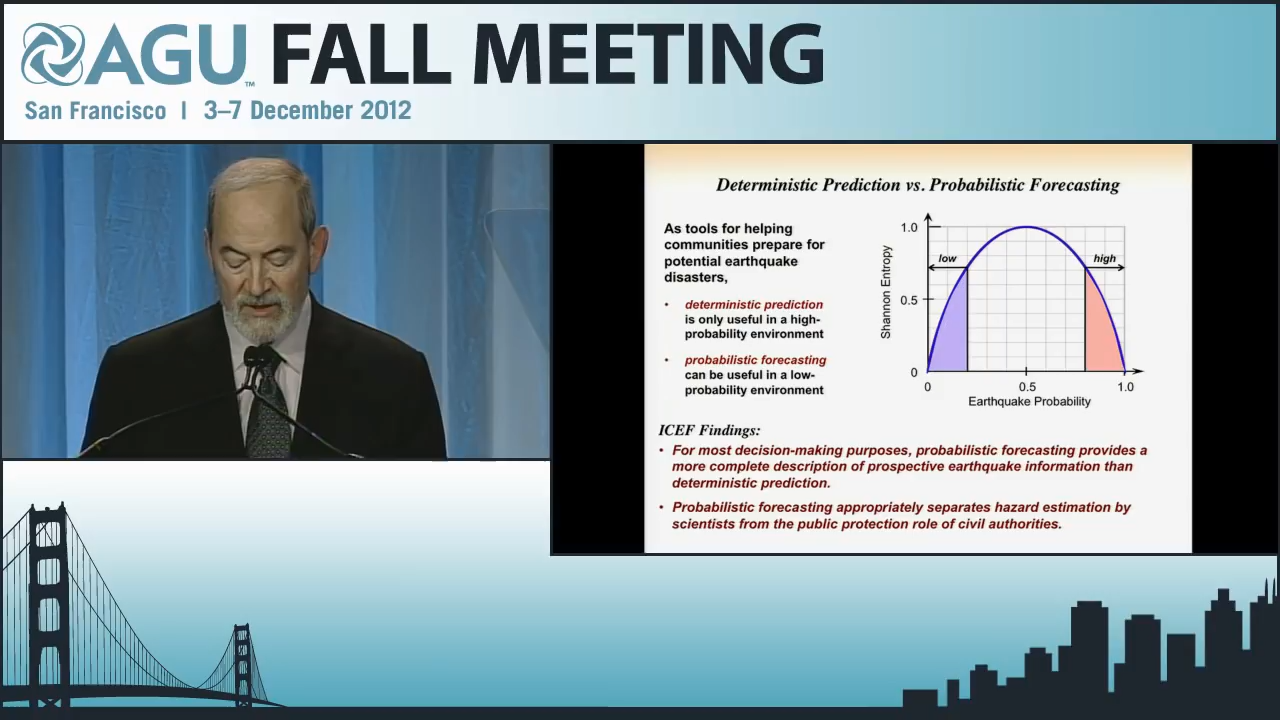 AGU™ FALL MEETING
San Francisco | 3–7 December 2012
Deterministic Prediction vs. Probabilistic Forecasting
As tools for helping
communities prepare for
potential earthquake
disasters,
• deterministic prediction
is only useful in a high-
probability environment
• probabilistic forecasting
can be useful in a low-
probability environment
Shannon Entropy
1.0
0.5
0
low
high
0
0.5
1.0
Earthquake Probability
ICEF Findings:
• For most decision-making purposes, probabilistic forecasting provides a
more complete description of prospective earthquake information than
deterministic prediction.
• Probabilistic forecasting appropriately separates hazard estimation by
scientists from the public protection role of civil authorities.